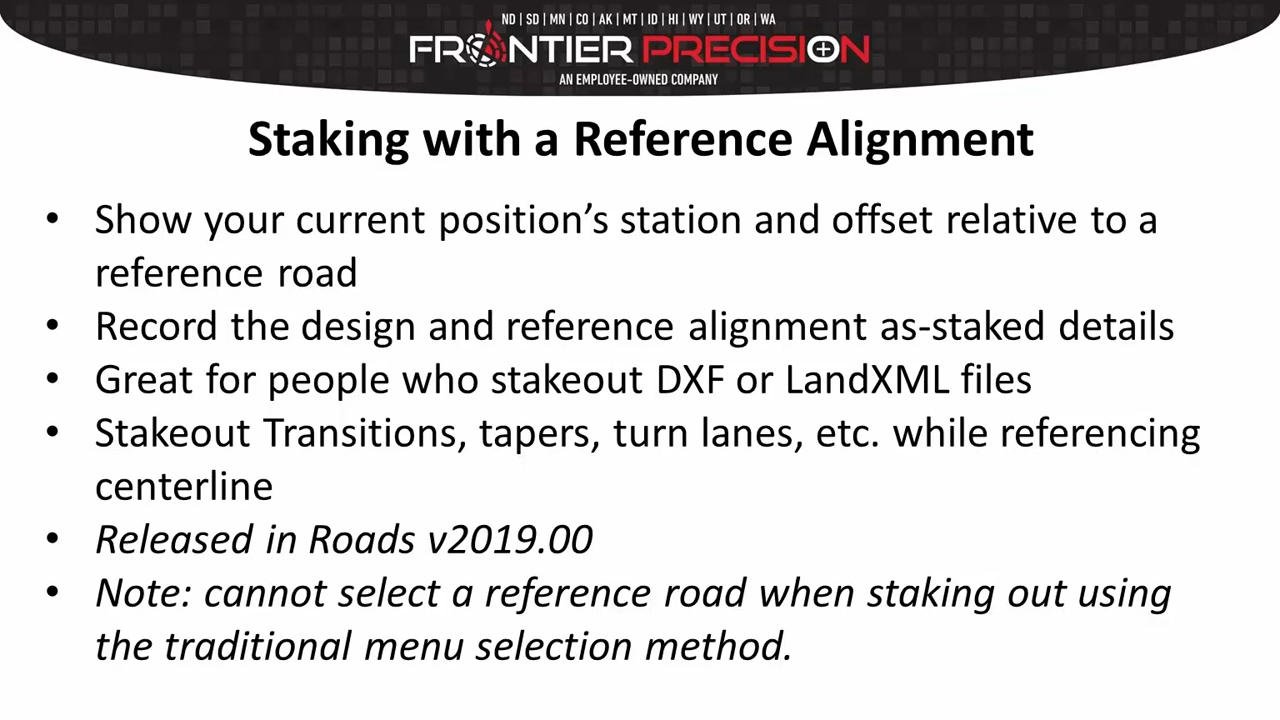 ND | SD | MN | CO | AK | MT | ID | HI | WY | UT | OR | WA
FRONTIER PRECISION
AN EMPLOYEE-OWNED COMPANY
Staking with a Reference Alignment
• Show your current position’s station and offset relative to a
reference road
• Record the design and reference alignment as-staked details
• Great for people who stakeout DXF or LandXML files
• Stakeout Transitions, tapers, turn lanes, etc. while referencing
centerline
• Released in Roads v2019.00
• Note: cannot select a reference road when staking out using
the traditional menu selection method.